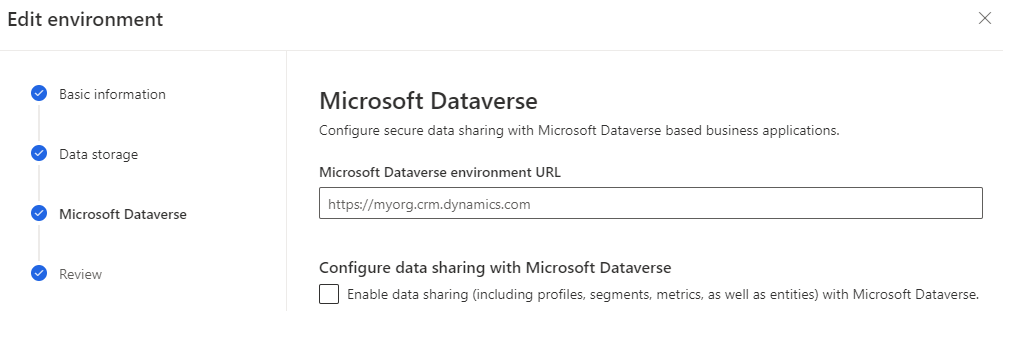 Edit environment
Basic information
Data storage
Microsoft Dataverse
Review
Microsoft Dataverse
Configure secure data sharing with Microsoft Dataverse based business applications.
Microsoft Dataverse environment URL
https://myorg.crm.dynamics.com
Configure data sharing with Microsoft Dataverse
Enable data sharing (including profiles, segments, metrics, as well as entities) with Microsoft Dataverse.